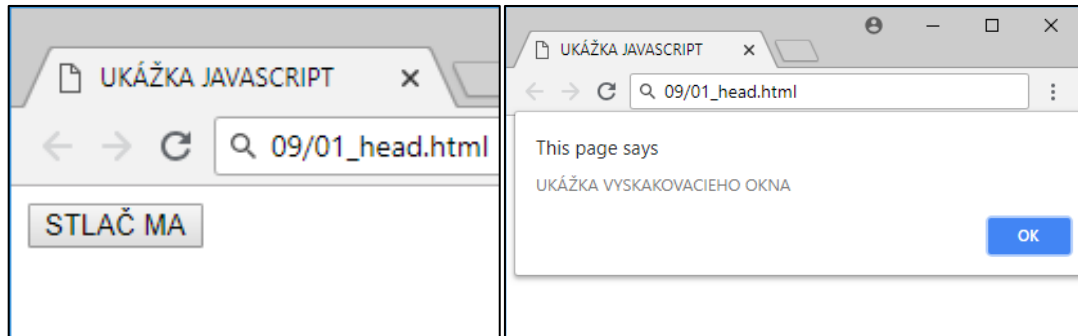 UKÁŽKA JAVASCRIPT
09/01_head.html
STLAČ MA
UKÁŽKA JAVASCRIPT
09/01_head.html
This page says
UKÁŽKA VYSKAKOVACIEHO OKNA
OK